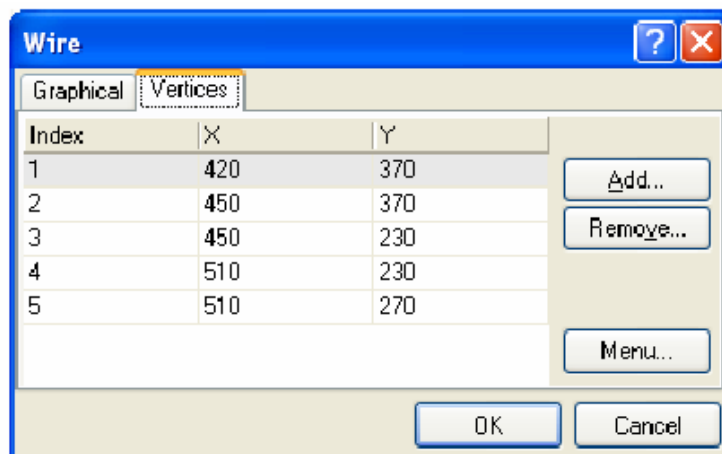 Wire
Graphical Vertices
Index X Y
1 420 370
2 450 370
3 450 230
4 510 230
5 510 270
Add...
Remove...
Menu...
OK Cancel